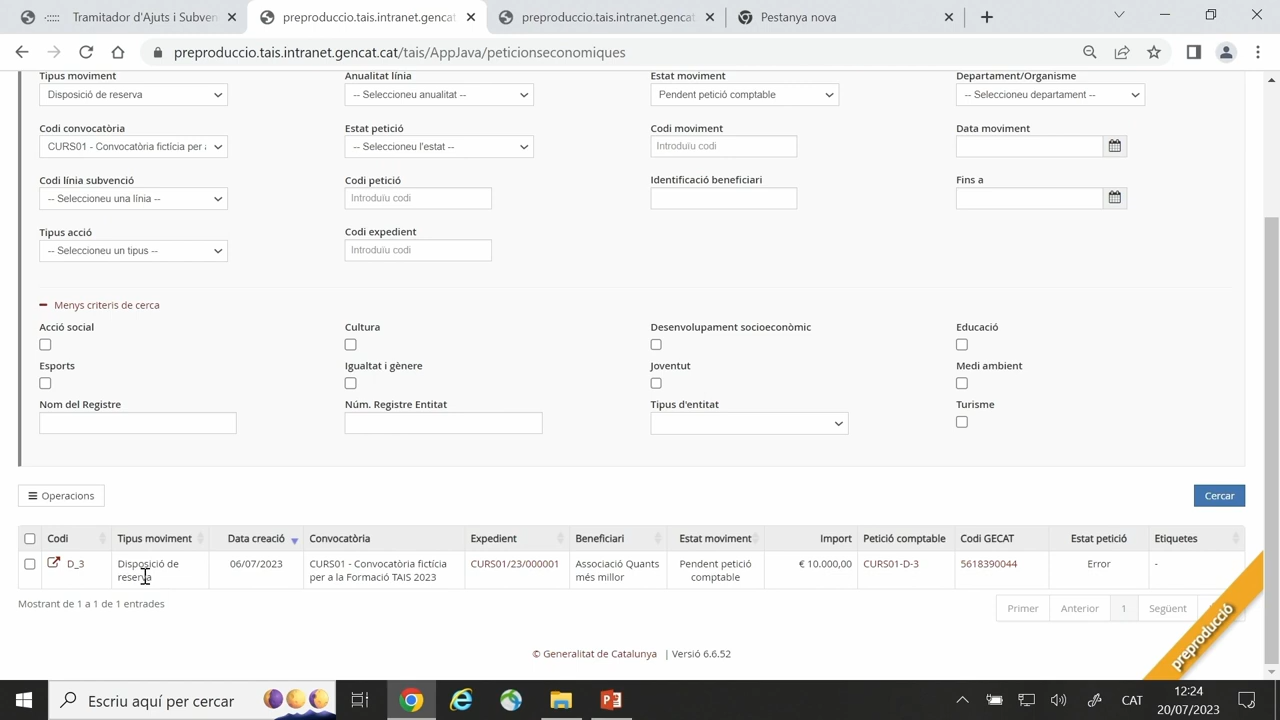 Tramitador d'Ajuts i Subven
preproduccio.tais.intranet.gencat
preproduccio.tais.intranet.gencat
Pestanya nova
preproduccio.tais.intranet.gencat.cat/tais/AppJava/peticionseconomiques
Tipus moviment
Anualitat línia
Estat moviment
Departament/Organisme
Disposició de reserva
-- Seleccioneu anualitat --
Pendent petició comptable
-- Seleccioneu departament --
Codi convocatòria
Estat petició
Codi moviment
Data moviment
CURS01 - Convocatòria fictícia per
-- Seleccioneu l'estat --
Introduïu codi
Codi línia subvenció
Codi petició
Identificació beneficiari
Fins a
-- Seleccioneu una línia --
Introduïu codi
Tipus acció
Codi expedient
-- Seleccioneu un tipus --
Introduïu codi
Menys criteris de cerca
Acció social
Cultura
Desenvolupament socioeconòmic
Educació
Esports
Igualtat i gènere
Joventut
Medi ambient
Nom del Registre
Núm. Registre Entitat
Tipus d'entitat
Turisme
Operacions
Cercar
Codi
Tipus moviment
Data creació
Convocatòria
Expedient
Beneficiari
Estat moviment
Import
Petició comptable
Codi GECAT
Estat petició
Etiquetes
D_3
Disposició de
reserva
06/07/2023
CURS01 - Convocatòria fictícia
per a la Formació TAIS 2023
CURS01/23/000001
Associació Quants
més millor
Pendent petició
comptable
€ 10.000,00
CURS01-D-3
5618390044
Error
-
Mostrant de 1 a 1 de 1 entrades
Primer
Anterior
1
Següent
preproducció
© Generalitat de Catalunya | Versió 6.6.52
Escriu aquí per cercar
CAT
12:24
20/07/2023